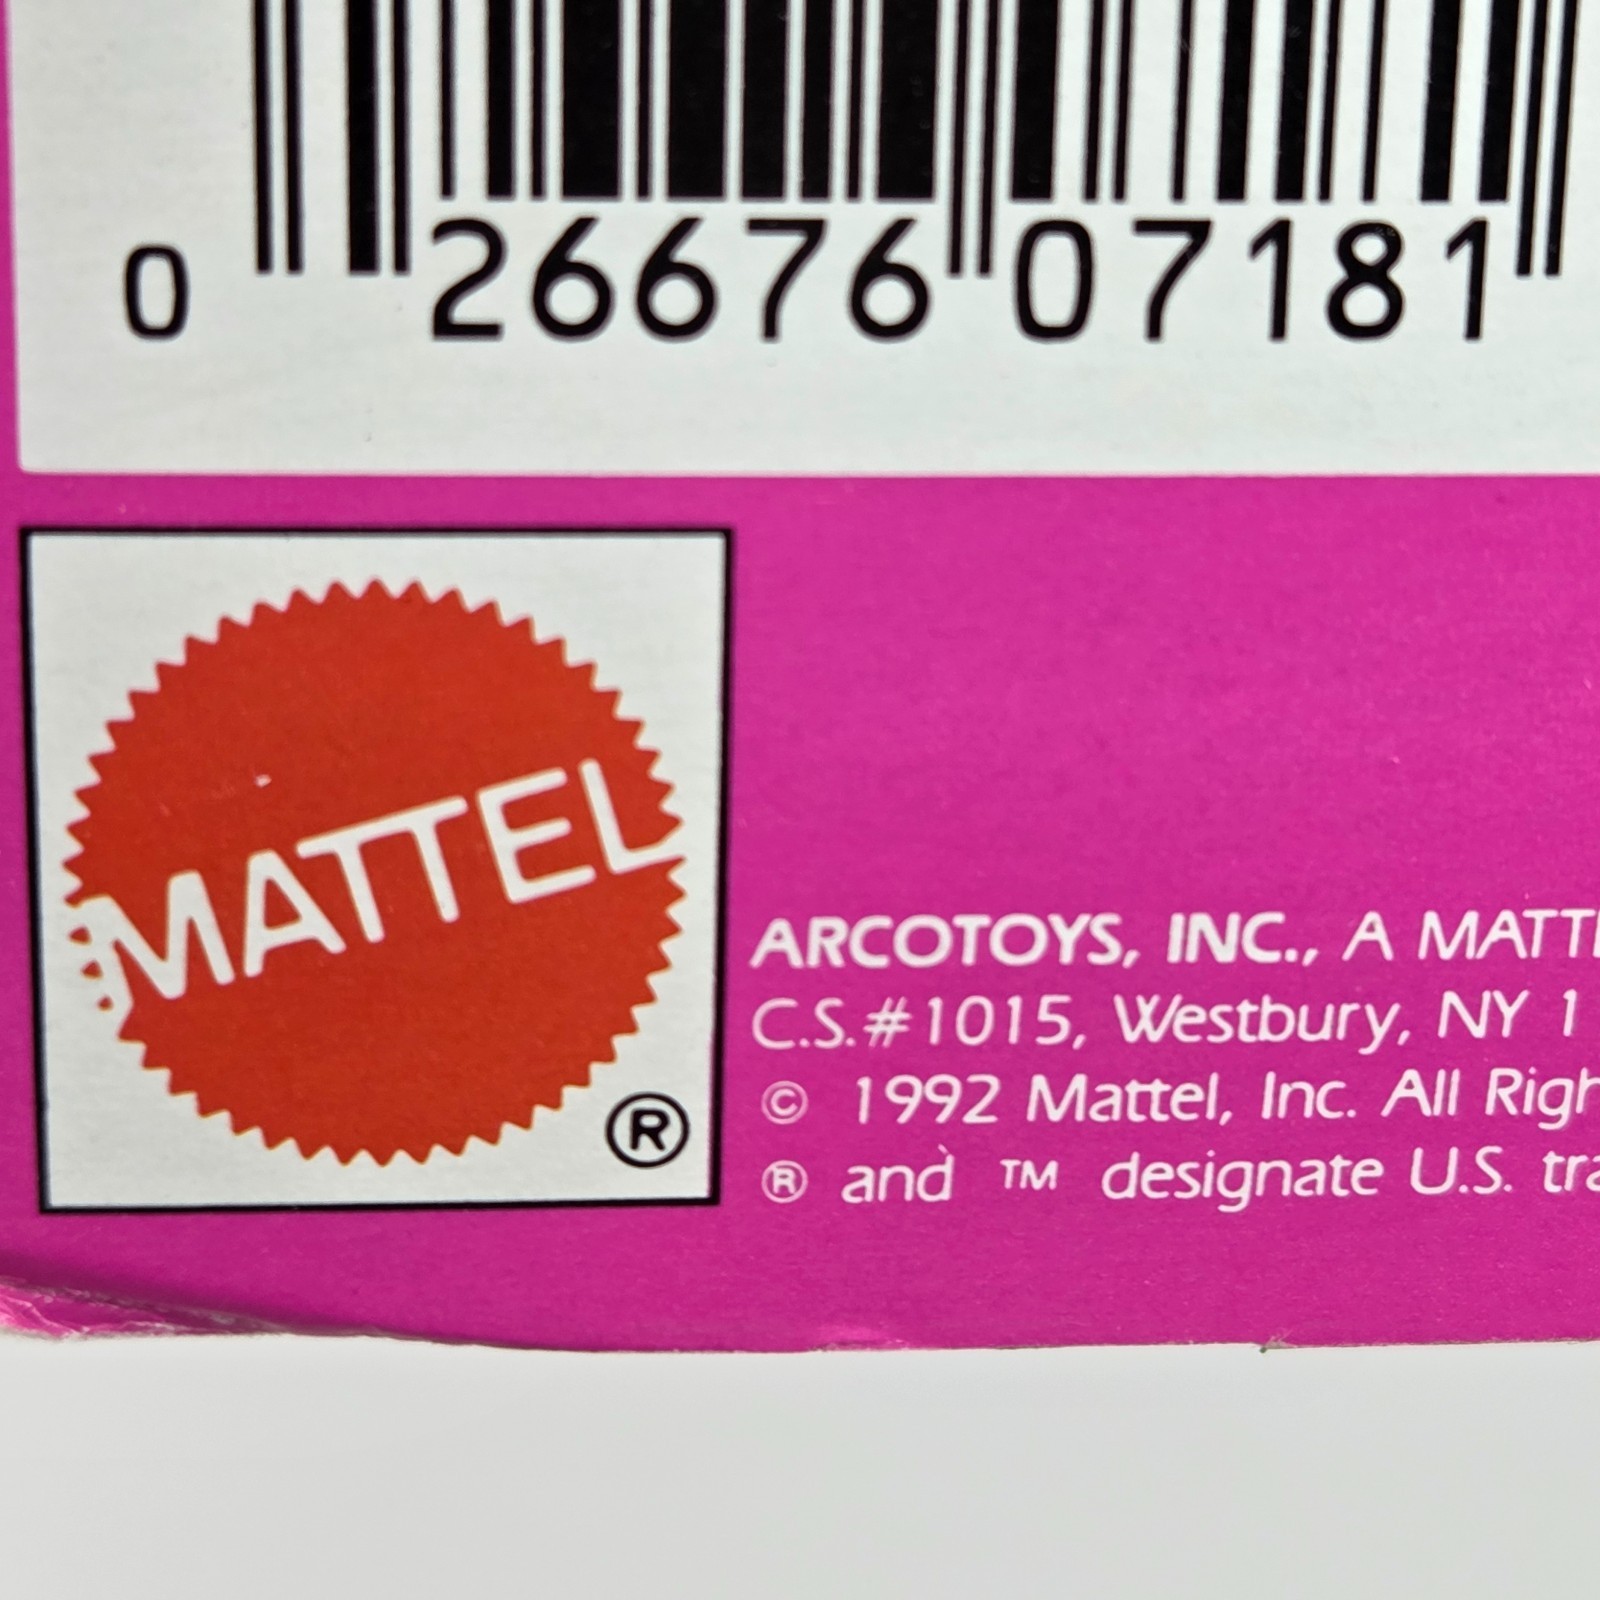 0 26676 07181
MATTEL
®
ARCOTOYS, INC., A MATTE
C.S.#1015, Westbury, NY 1
© 1992 Mattel, Inc. All Righ
® and ™ designate U.S. tra